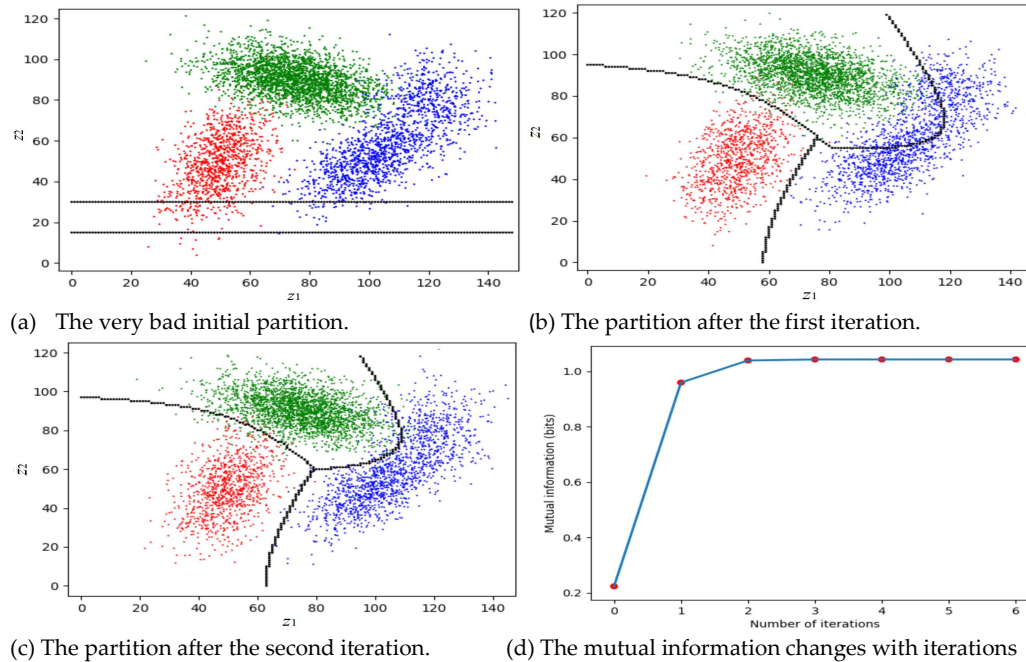 120
100
80
60
40
20
0
z2
0 20 40 60 80 100 120 140
z1
(a) The very bad initial partition.
120
100
80
60
40
20
0
z2
0 20 40 60 80 100 120 140
z1
(b) The partition after the first iteration.
120
100
80
60
40
20
0
z2
0 20 40 60 80 100 120 140
z1
(c) The partition after the second iteration.
1.0
0.8
0.6
0.4
0.2
Mutual information (bits)
0 1 2 3 4 5 6
Number of iterations
(d) The mutual information changes with iterations